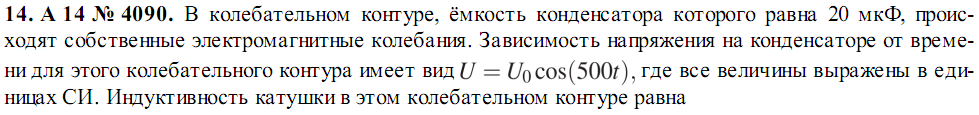 14. А 14 № 4090. В колебательном контуре, ёмкость конденсатора которого равна 20 мкФ, проис-
ходят собственные электромагнитные колебания. Зависимость напряжения на конденсаторе от време-
ни для этого колебательного контура имеет вид U = U₀cos(500t), где все величины выражены в еди-
ницах СИ. Индуктивность катушки в этом колебательном контуре равна